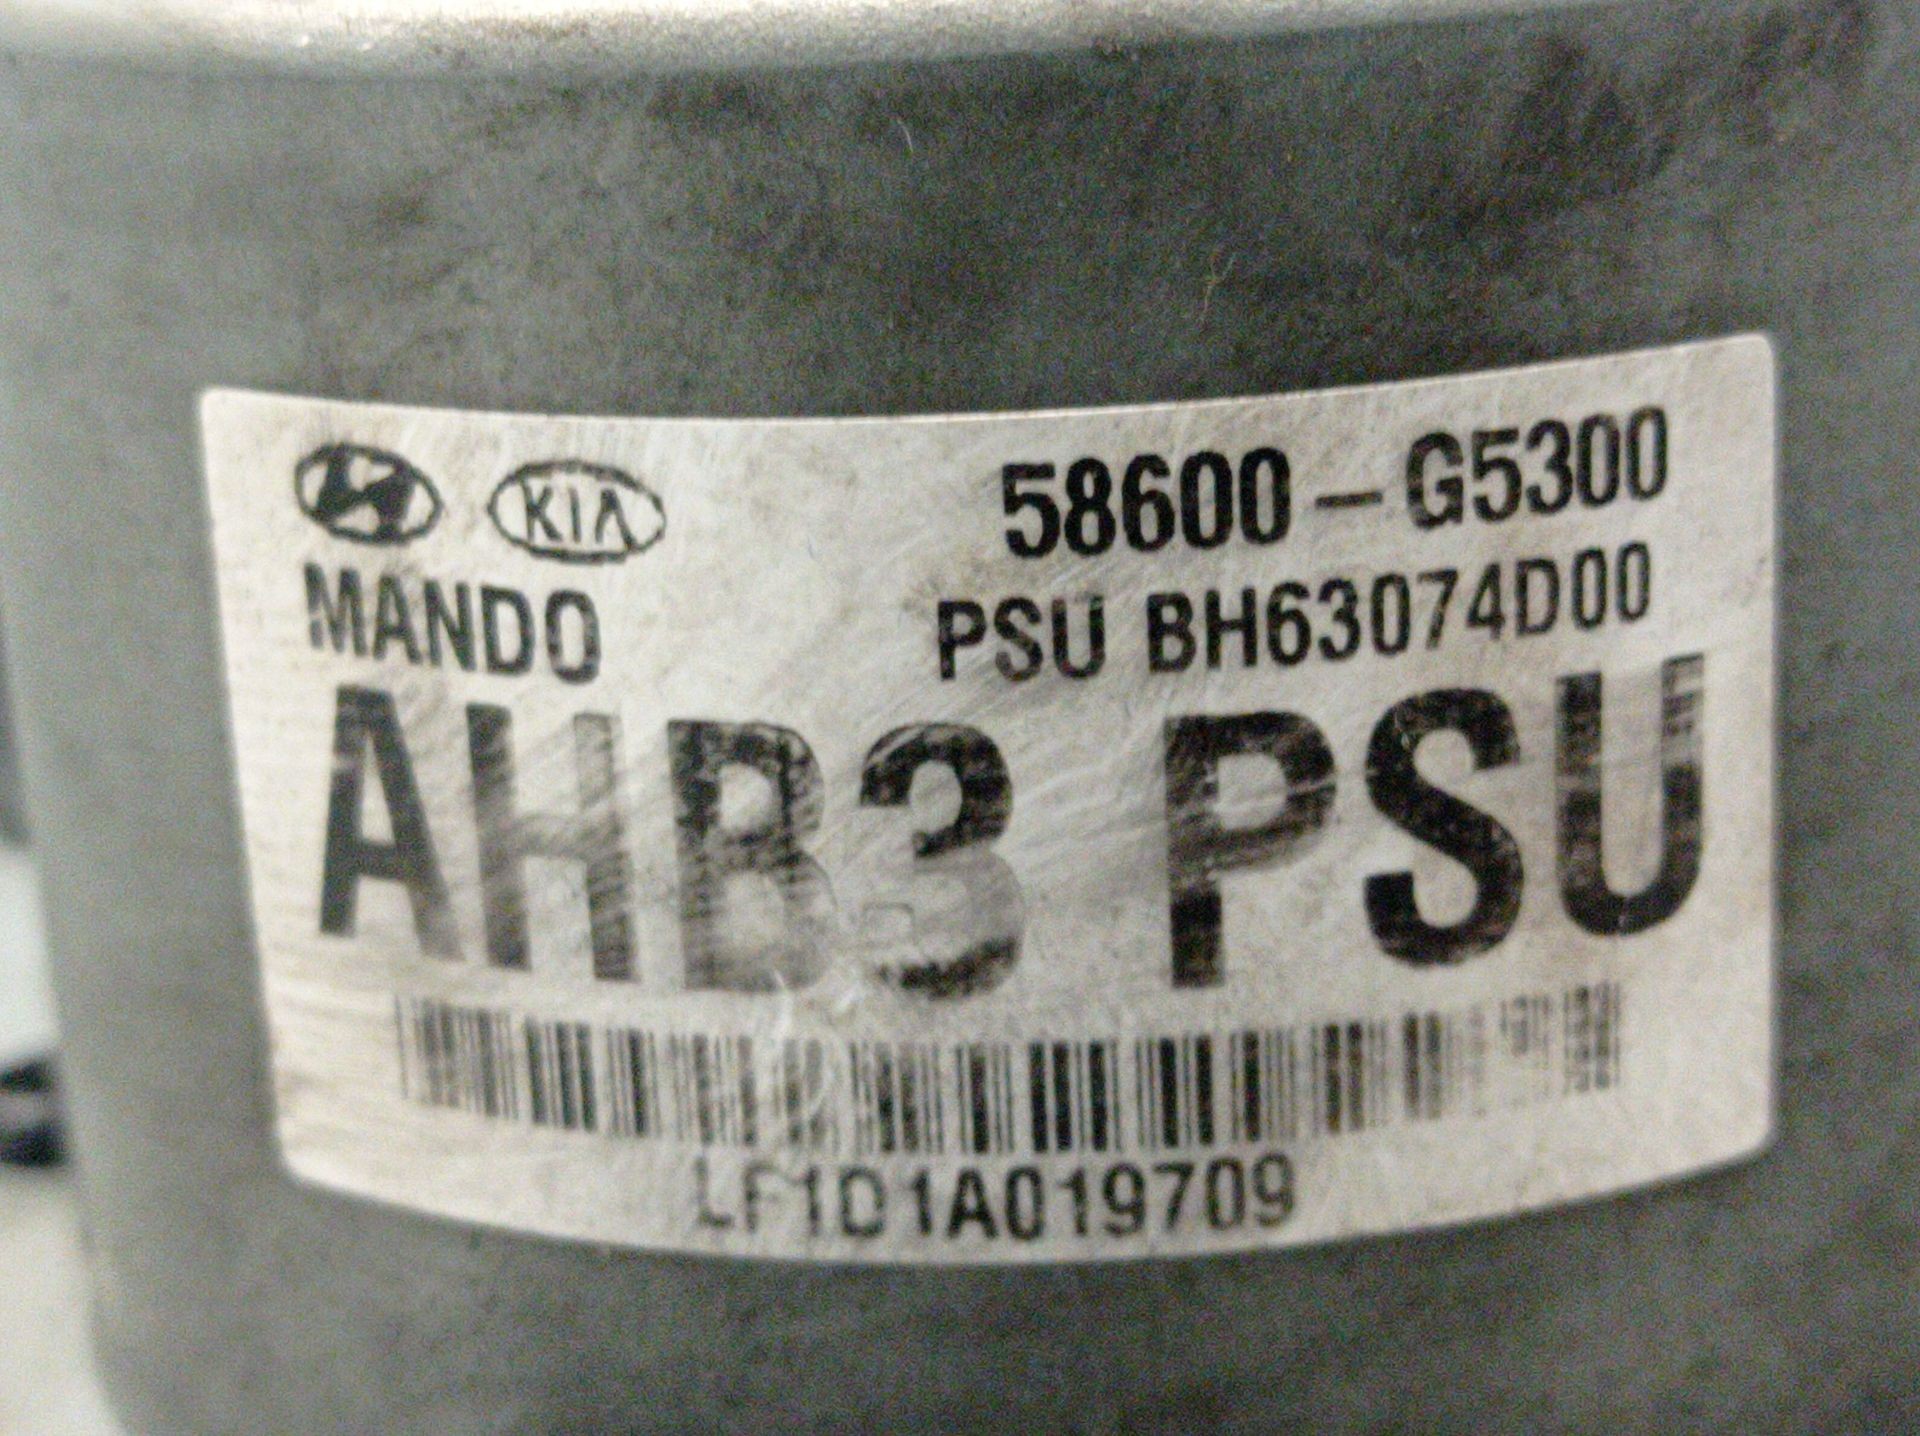 KIA 58600-G5300
MANDO PSU BH63074D00
AHB3 PSU
LF1D1A019709